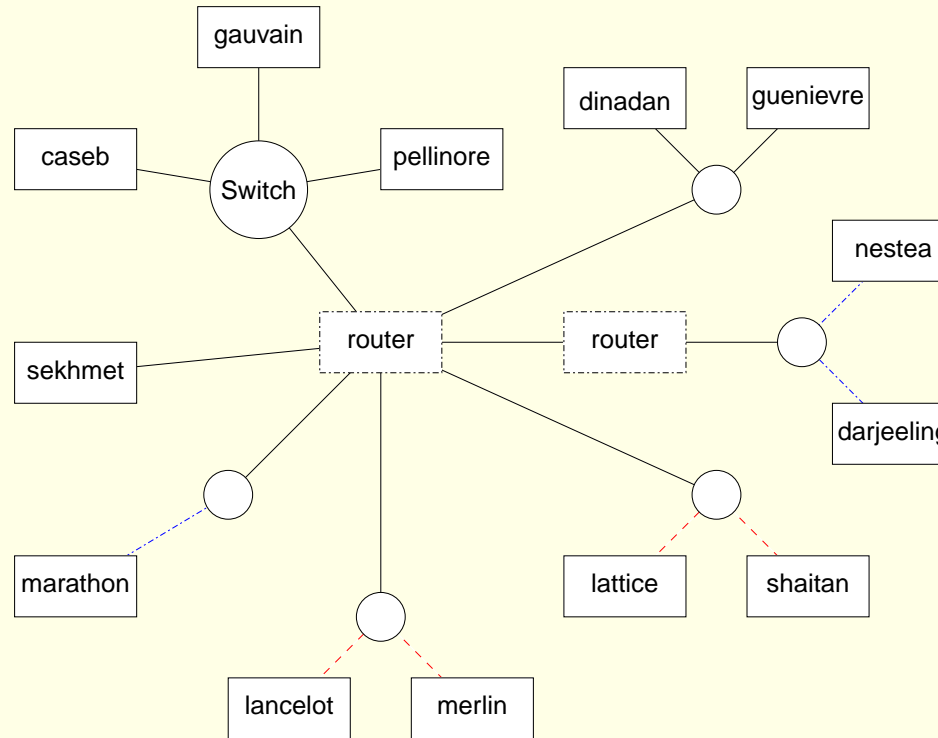 gauvain
dinadan
guenievre
caseb
Switch
pellinore
nestea
router
router
sekhmet
darjeeling
marathon
lattice
shaitan
lancelot
merlin